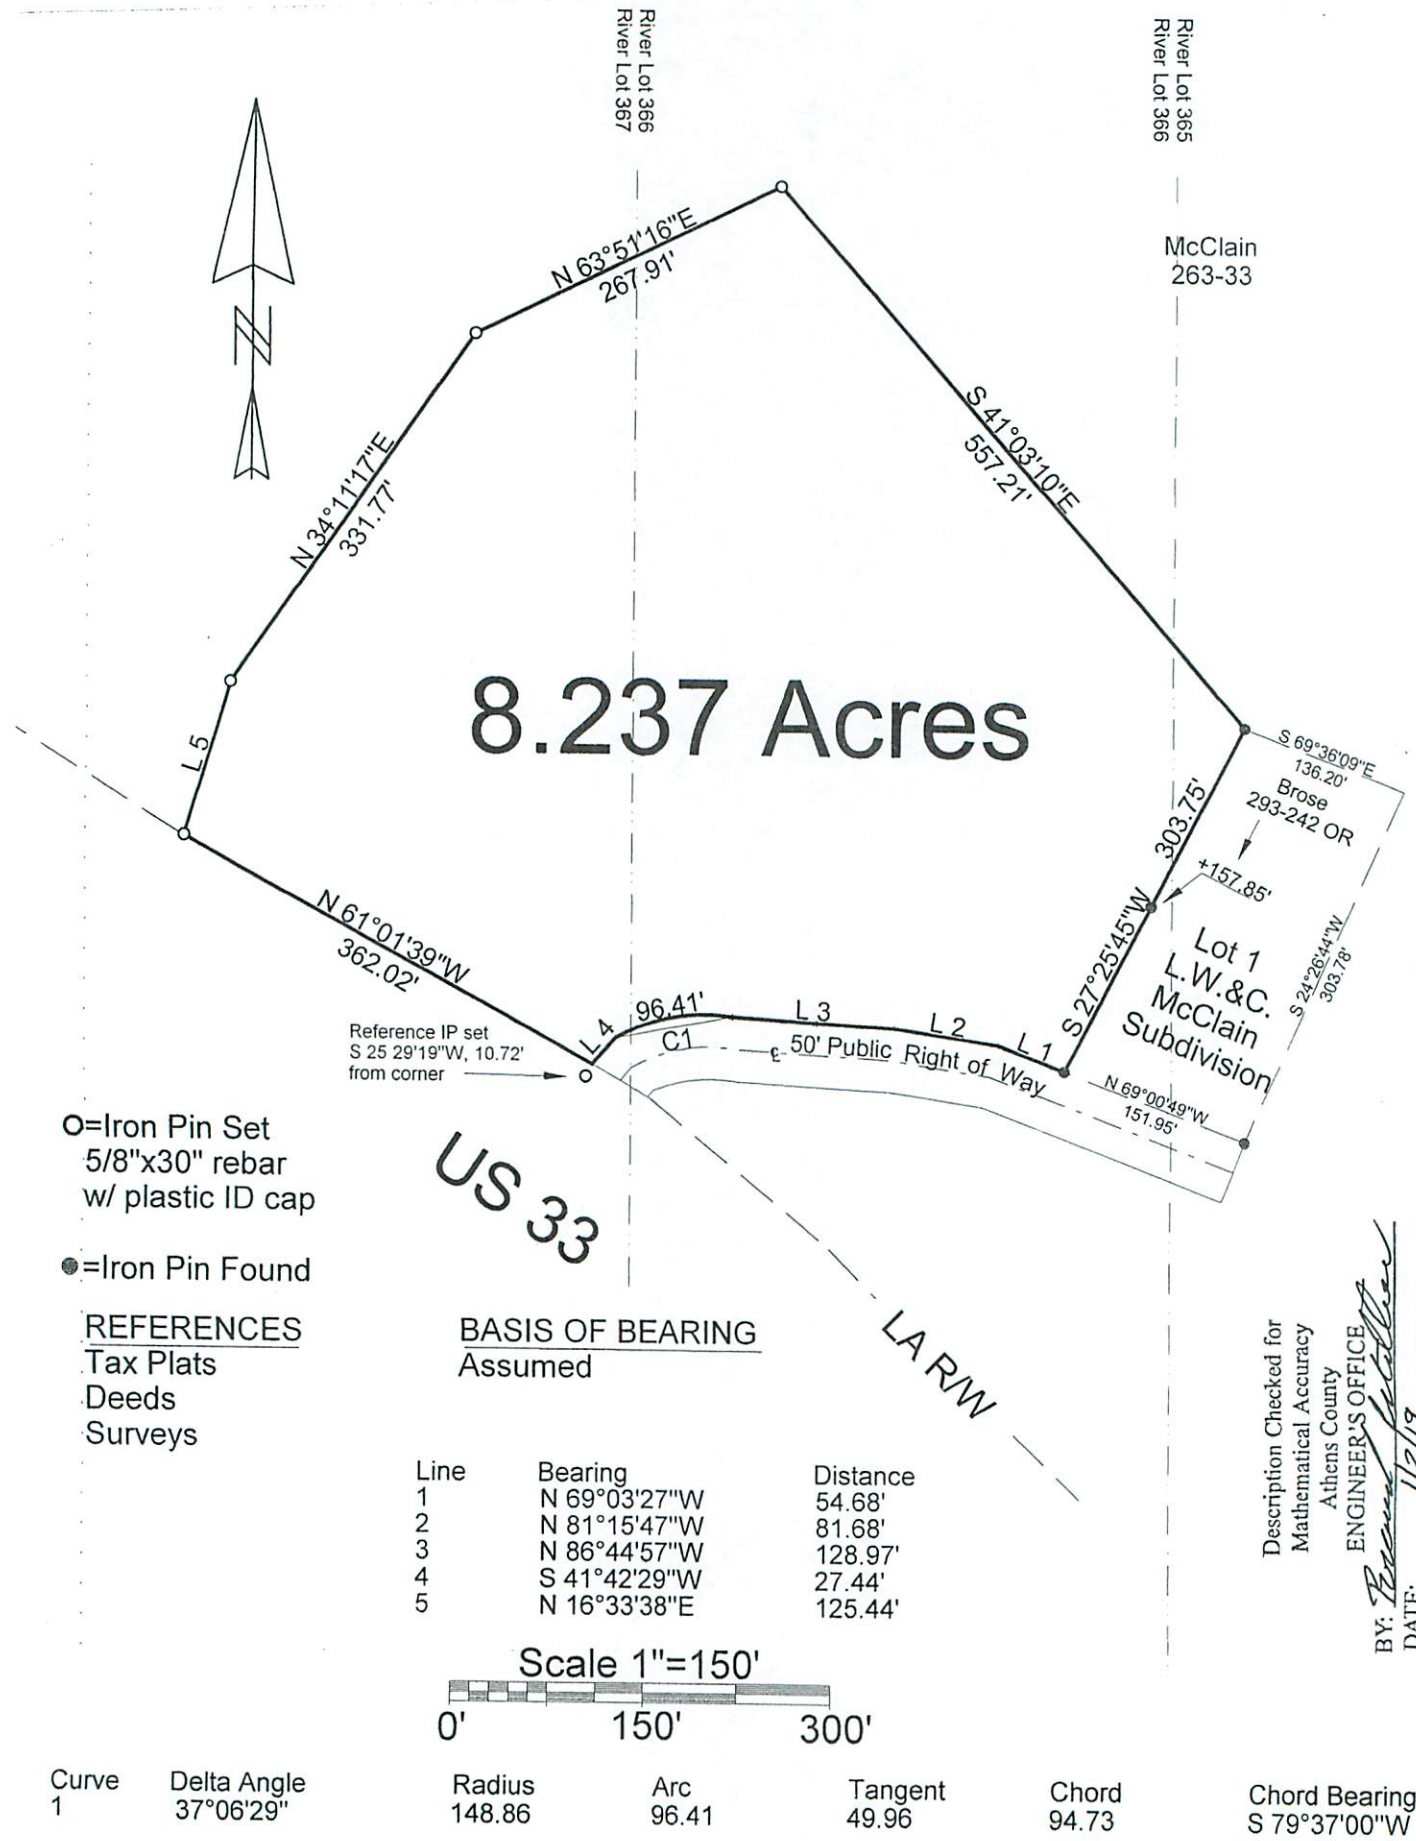 River Lot 366
River Lot 367
River Lot 365
River Lot 366
McClain
263-33
N
N 63°51'16"E
267.91'
S 41°03'10"E
557.21'
N 34°11'17"E
331.77'
8.237 Acres
L 5
S 69°36'09"E
136.20'
Brose
293-242 OR
303.75'
+157.85'
S 27°25'45"W
Lot 1
L.W.&C.
McClain
Subdivision
S 24°26'44"W
303.78'
N 61°01'39"W
362.02'
96.41'
L 3
L 2
L 1
L 4
C1
50' Public Right of Way
N 69°00'49"W
151.95'
Reference IP set
S 25 29'19"W, 10.72'
from corner
O=Iron Pin Set
5/8"x30" rebar
w/ plastic ID cap
=Iron Pin Found
US 33
LA R/W
REFERENCES
Tax Plats
Deeds
Surveys
BASIS OF BEARING
Assumed
Description Checked for
Mathematical Accuracy
Athens County
ENGINEER'S OFFICE
BY:
DATE:
Line Bearing Distance
1 N 69°03'27"W 54.68'
2 N 81°15'47"W 81.68'
3 N 86°44'57"W 128.97'
4 S 41°42'29"W 27.44'
5 N 16°33'38"E 125.44'
Scale 1"=150'
0' 150' 300'
Curve Delta Angle Radius Arc Tangent Chord Chord Bearing
1 37°06'29" 148.86 96.41 49.96 94.73 S 79°37'00"W